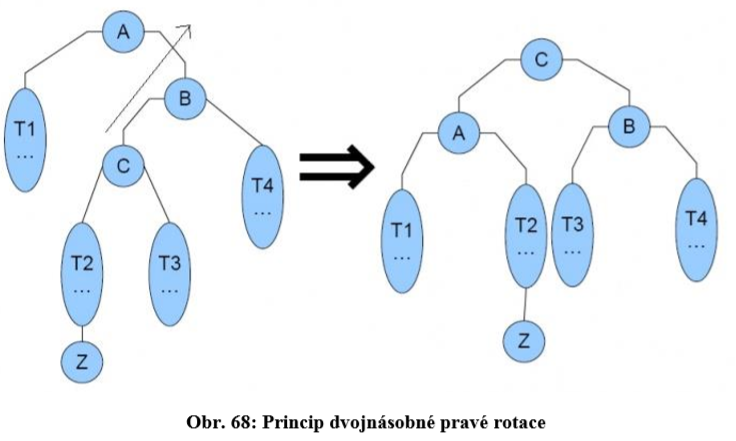 A
C
B
A
B
T1
...
C
T4
...
T1
...
T2
...
T3
...
T4
...
T2
...
T3
...
Z
Z
Obr. 68: Princip dvojnásobné pravé rotace